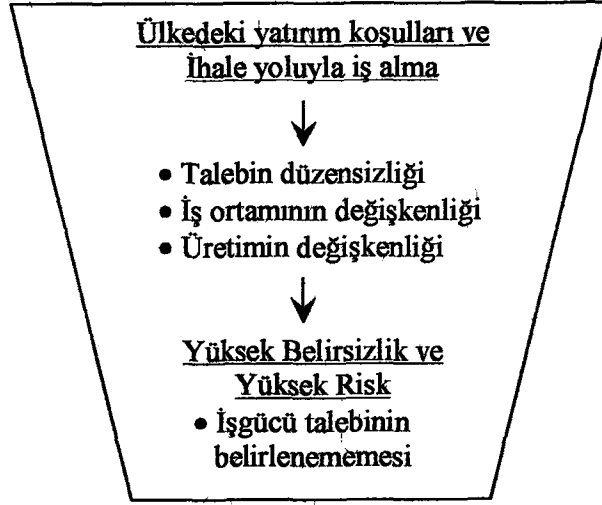 Ülkedeki yatırım koşulları ve
İhale yoluyla iş alma
• Talebin düzensizliği
• İş ortamının değişkenliği
• Üretimin değişkenliği
Yüksek Belirsizlik ve
Yüksek Risk
• İşgücü talebinin
belirlenememesi